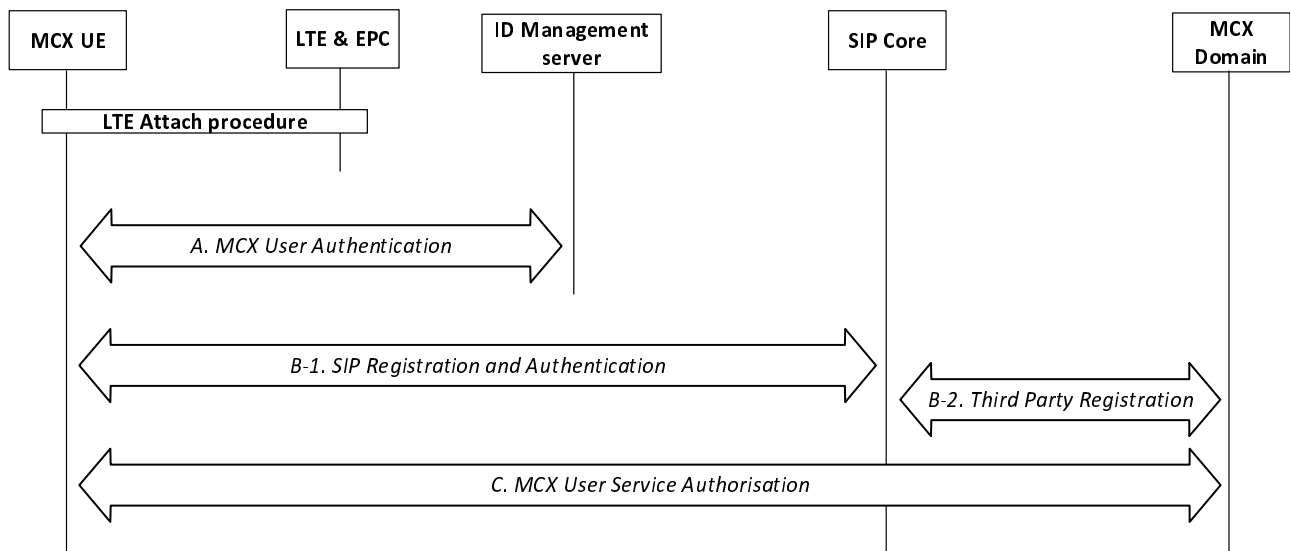 MCX UE
LTE & EPC
ID Management
server
SIP Core
MCX
Domain
LTE Attach procedure
A. MCX User Authentication
B-1. SIP Registration and Authentication
B-2. Third Party Registration
C. MCX User Service Authorisation